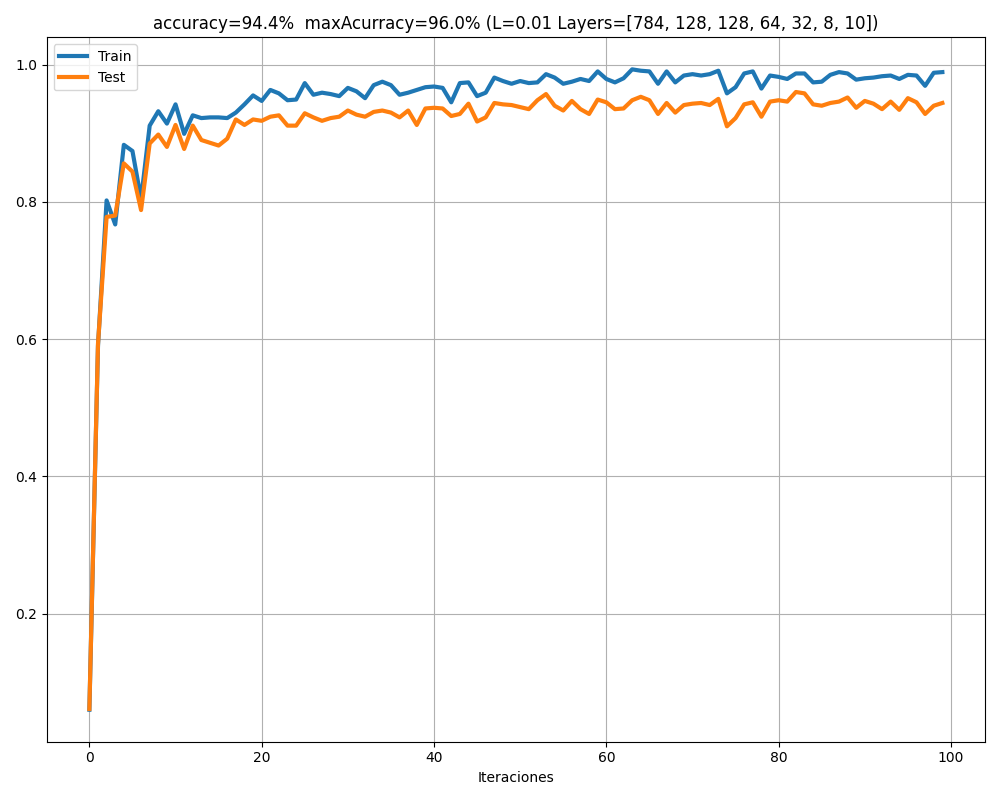 accuracy=94.4%  maxAcurracy=96.0% (L=0.01 Layers=[784, 128, 128, 64, 32, 8, 10])
Train
Test
1.0
0.8
0.6
0.4
0.2
0 20 40 60 80 100
Iteraciones